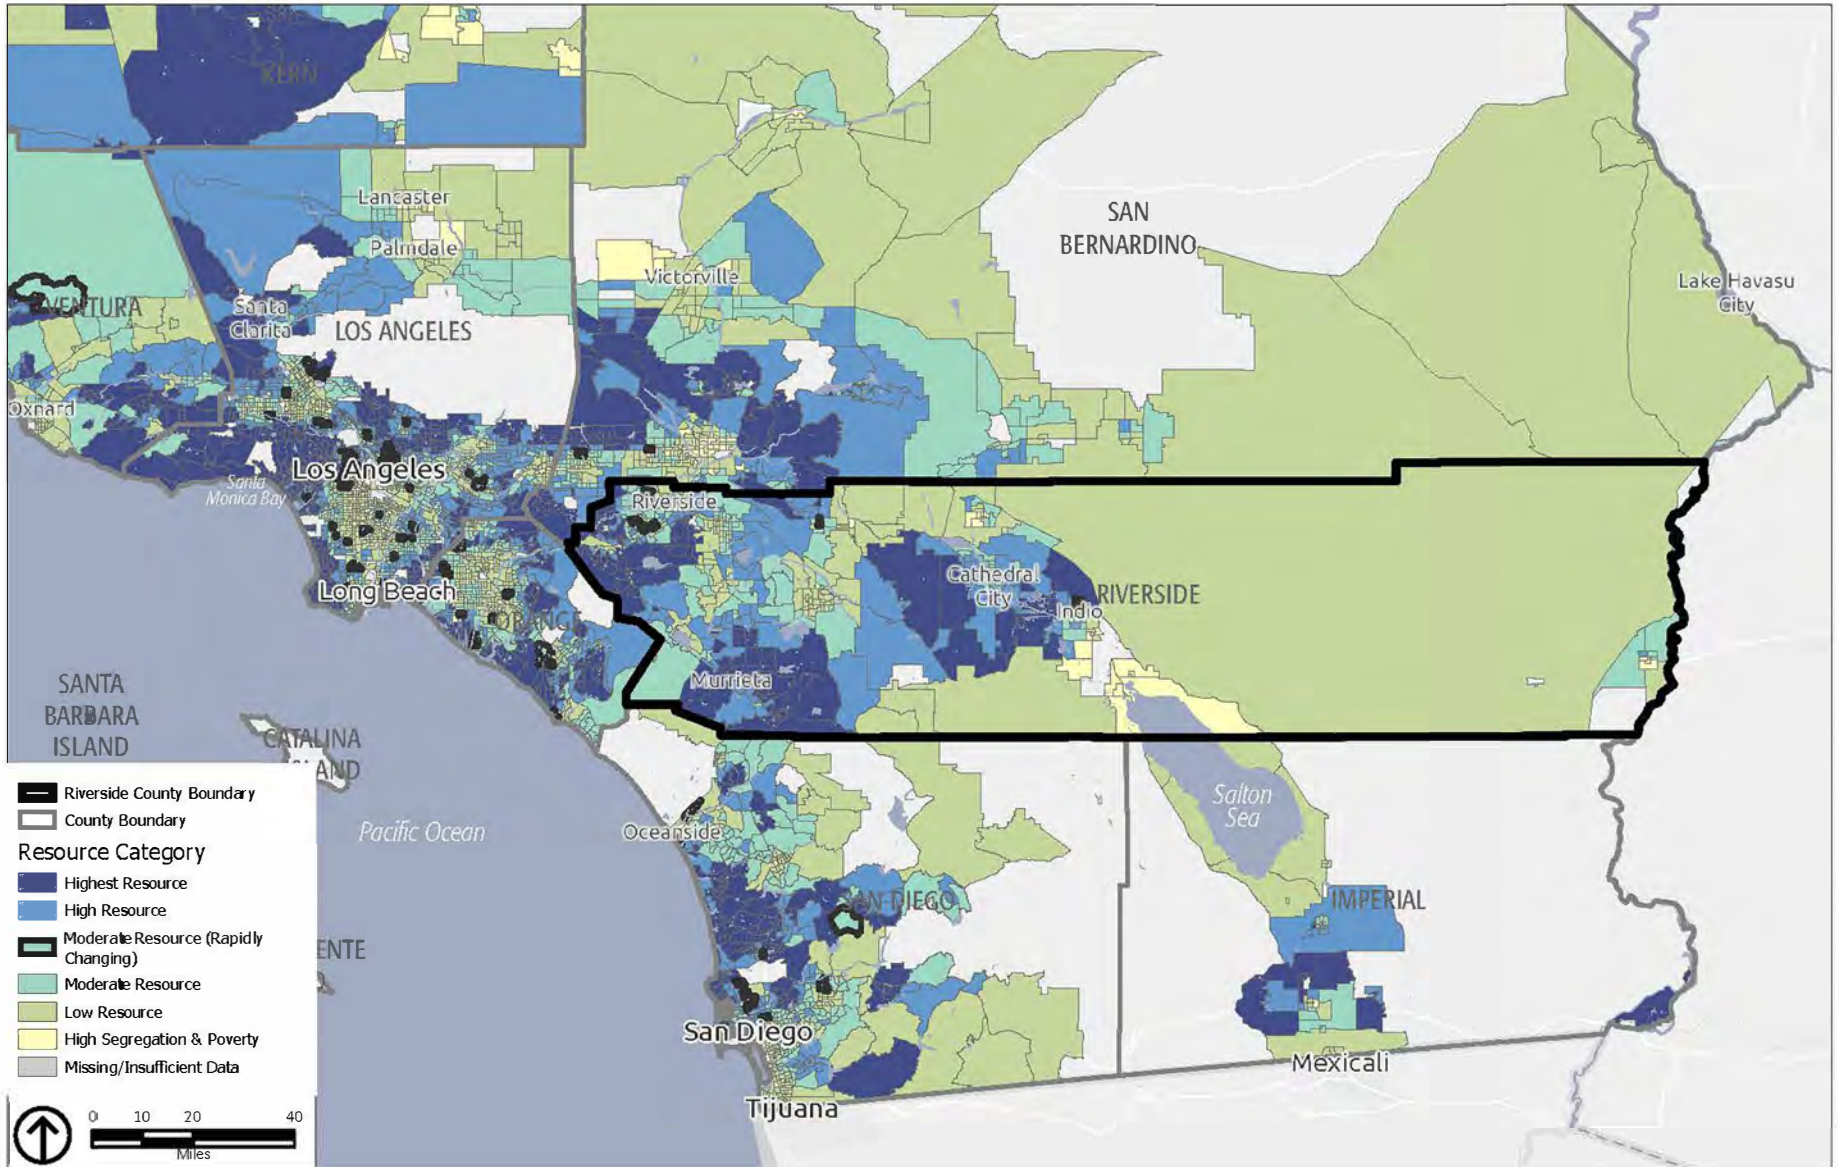 KERN
Lancaster
Palmdale
SAN
BERNARDINO
Victorville
Lake Havasu
City
VENTURA
Santa
Clarita
LOS ANGELES
Oxnard
Los Angeles
Santa
Monica Bay
Riverside
Long Beach
Cathedral
City
RIVERSIDE
Indio
ORANGE
Murrieta
SANTA
BARBARA
ISLAND
CATALINA
Salton
Sea
Pacific Ocean
Oceanside
SAN DIEGO
IMPERIAL
ENTE
San Diego
Mexicali
Tijuana
Riverside County Boundary
County Boundary
Resource Category
Highest Resource
High Resource
Moderate Resource (Rapidly
Changing)
Moderate Resource
Low Resource
High Segregation & Poverty
Missing/Insufficient Data
0 10 20 40
Miles